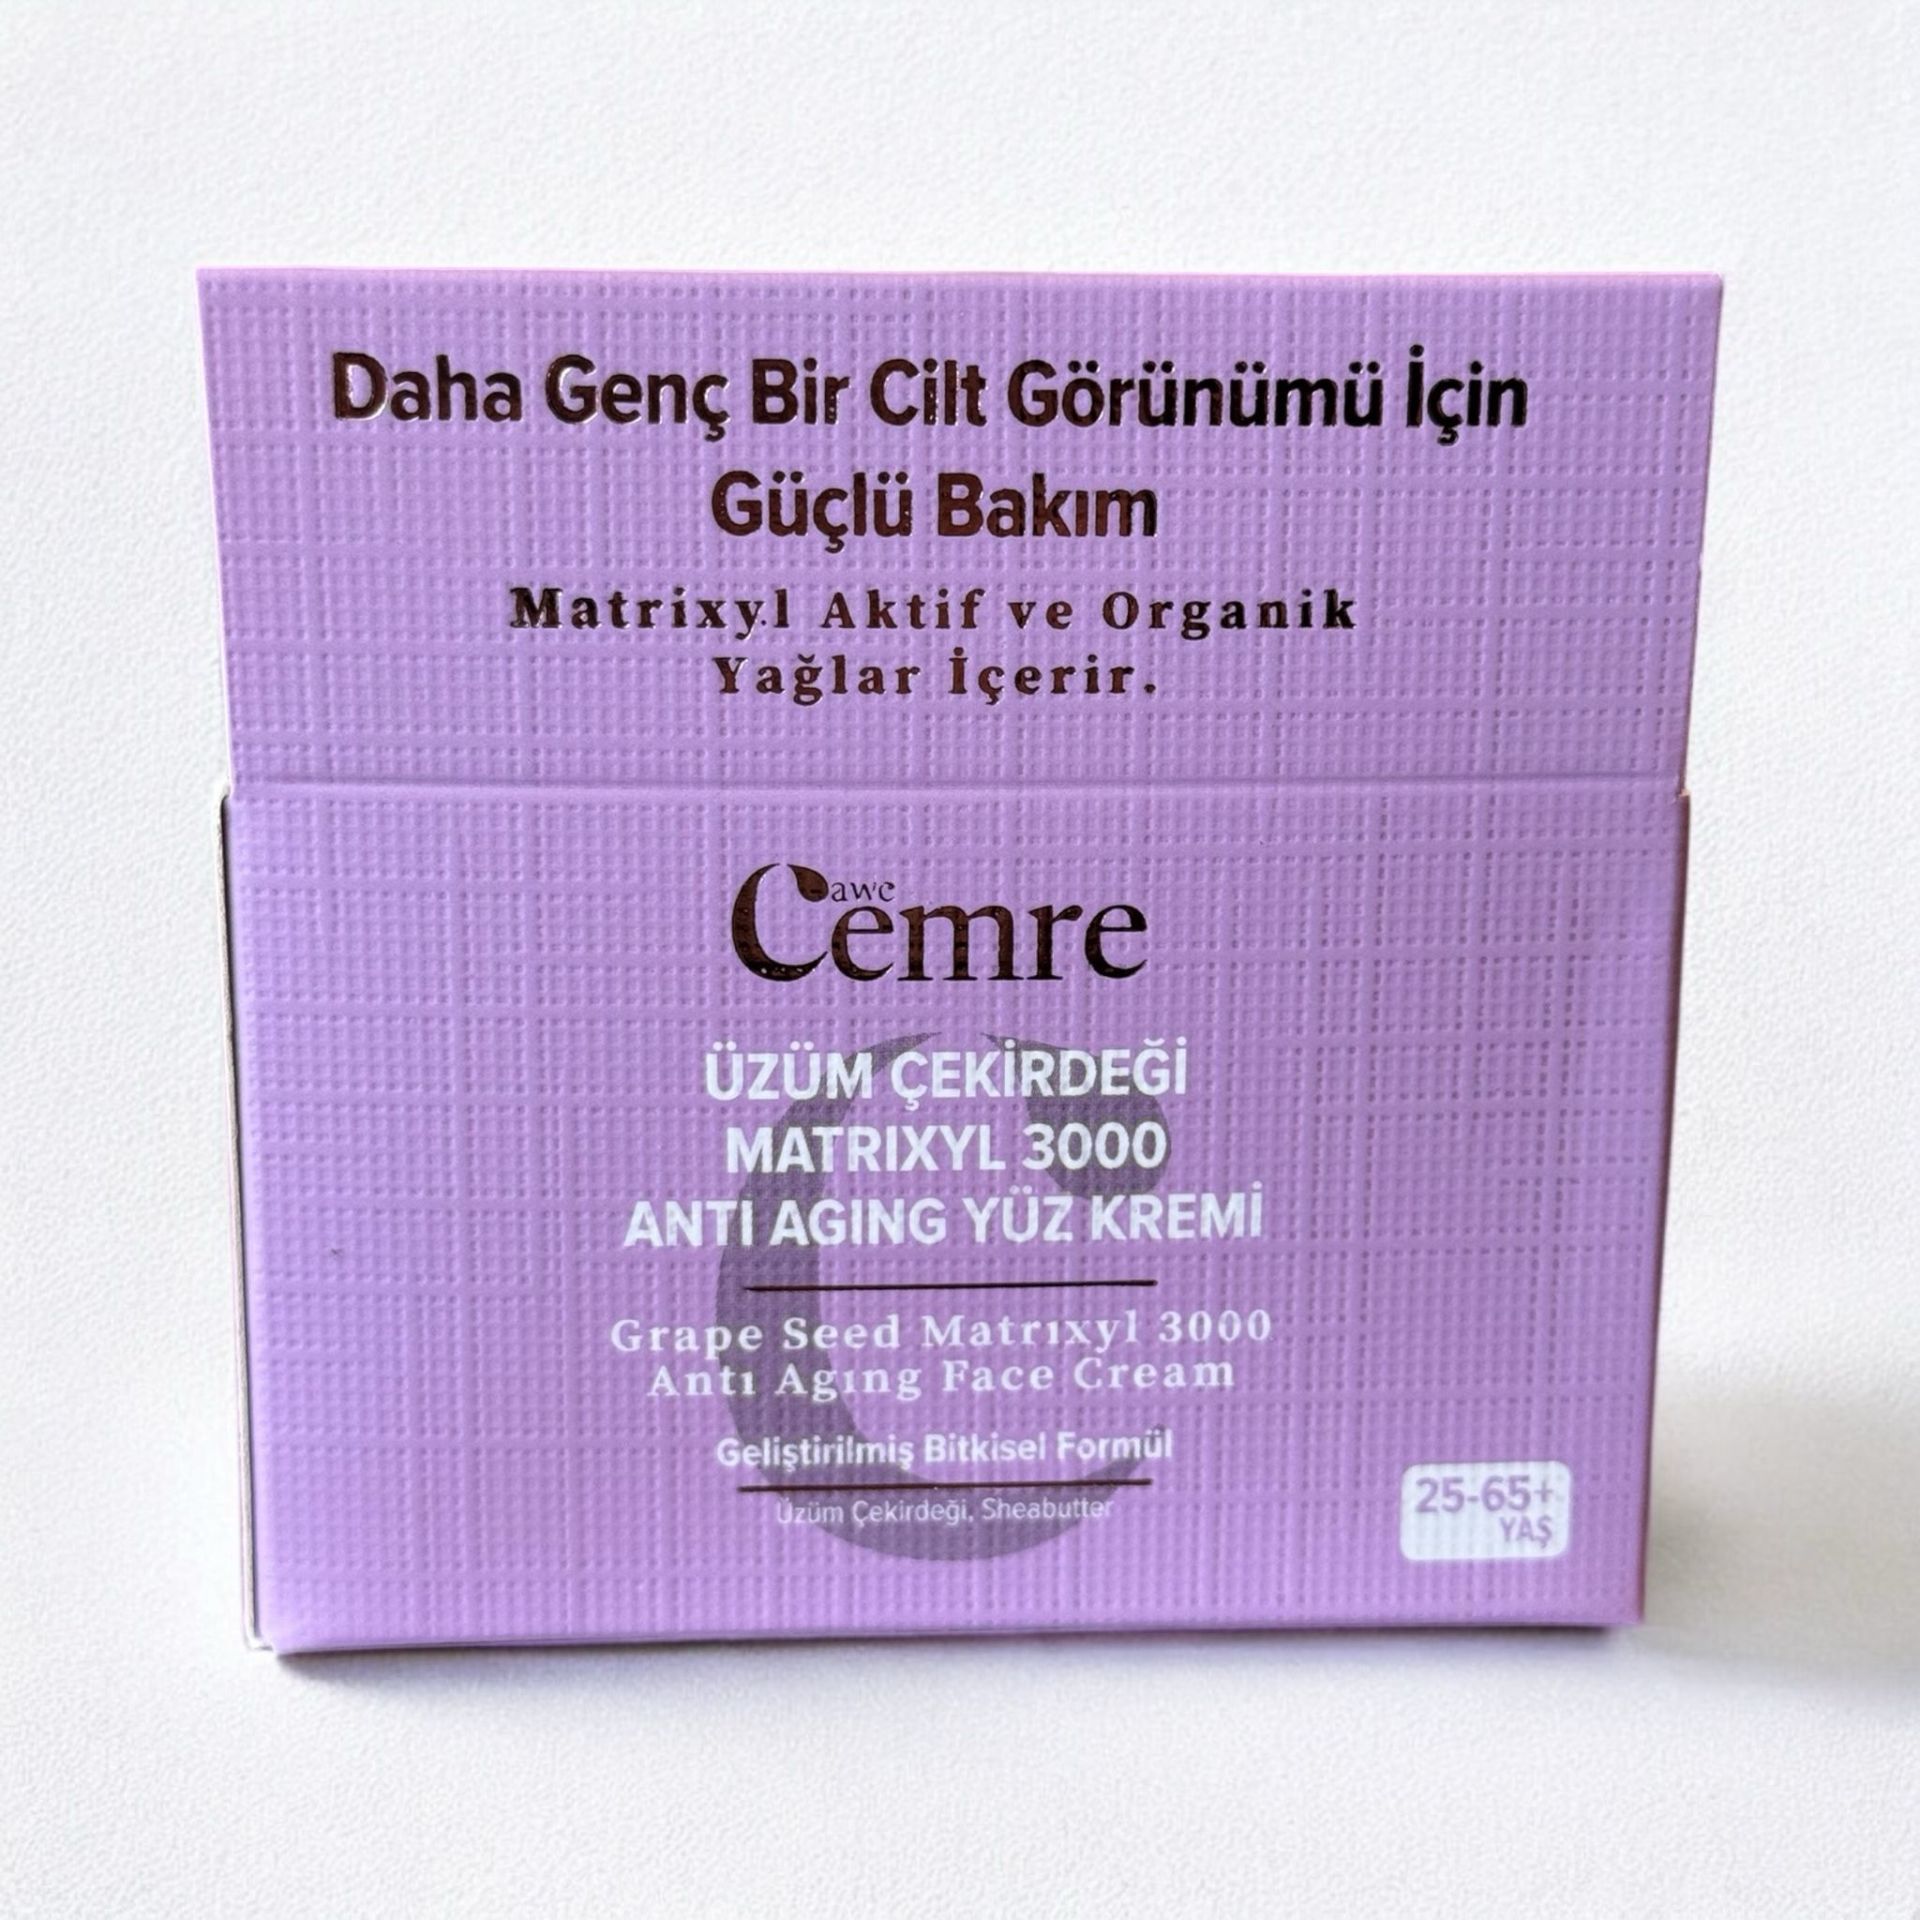 Daha Genç Bir Cilt Görünümü İçin
Güçlü Bakım
Matrixyl Aktif ve Organik
Yağlar İçerir.
awe
Cemre
ÜZÜM ÇEKİRDEĞİ
MATRIXYL 3000
ANTI AGING YÜZ KREMİ
Grape Seed Matrıxyl 3000
Antı Agıng Face Cream
Geliştirilmiş Bitkisel Formül
Üzüm Çekirdeği, Sheabutter
25-65+
YAŞ